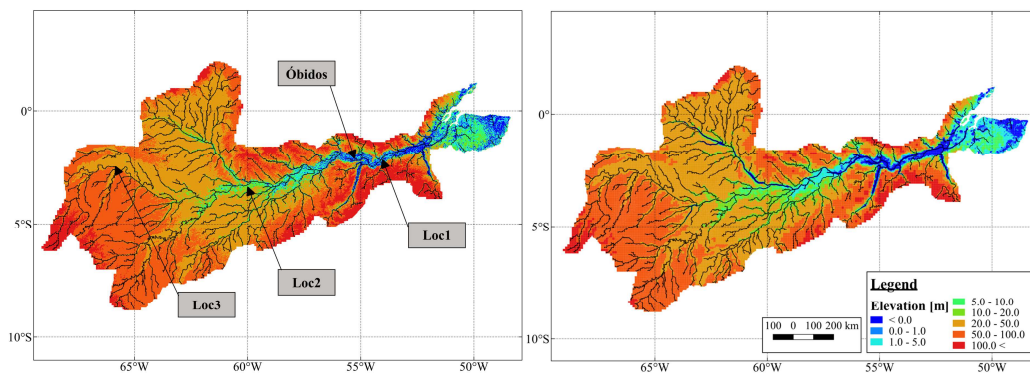 Óbidos
0°
5°S
10°S
Loc1
Loc2
Loc3
65°W
60°W
55°W
50°W
0°
5°S
10°S
65°W
60°W
55°W
50°W
100 0 100 200 km
Legend
Elevation [m]
< 0.0
0.0 - 1.0
1.0 - 5.0
5.0 - 10.0
10.0 - 20.0
20.0 - 50.0
50.0 - 100.0
100.0 <